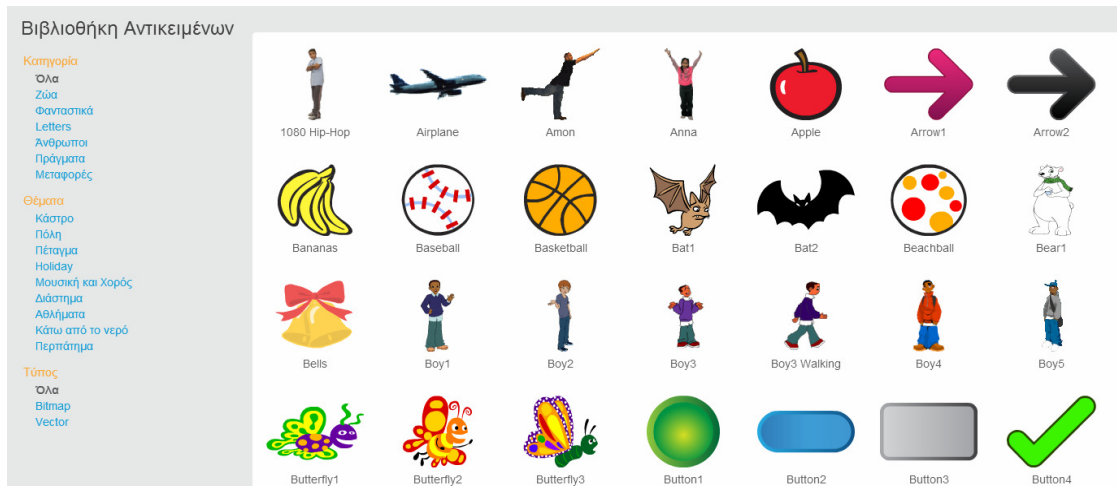 Βιβλιοθήκη Αντικειμένων
Κατηγορία
Όλα
Ζώα
Φανταστικά
Letters
Άνθρωποι
Πράγματα
Μεταφορές
Θέματα
Κάστρο
Πόλη
Πέταγμα
Holiday
Μουσική και Χορός
Διάστημα
Αθλήματα
Κάτω από το νερό
Περπάτημα
Τύπος
Όλα
Bitmap
Vector
1080 Hip-Hop Airplane Amon Anna Apple Arrow1 Arrow2
Bananas Baseball Basketball Bat1 Bat2 Beachball Bear1
Bells Boy1 Boy2 Boy3 Boy3 Walking Boy4 Boy5
Butterfly1 Butterfly2 Butterfly3 Button1 Button2 Button3 Button4